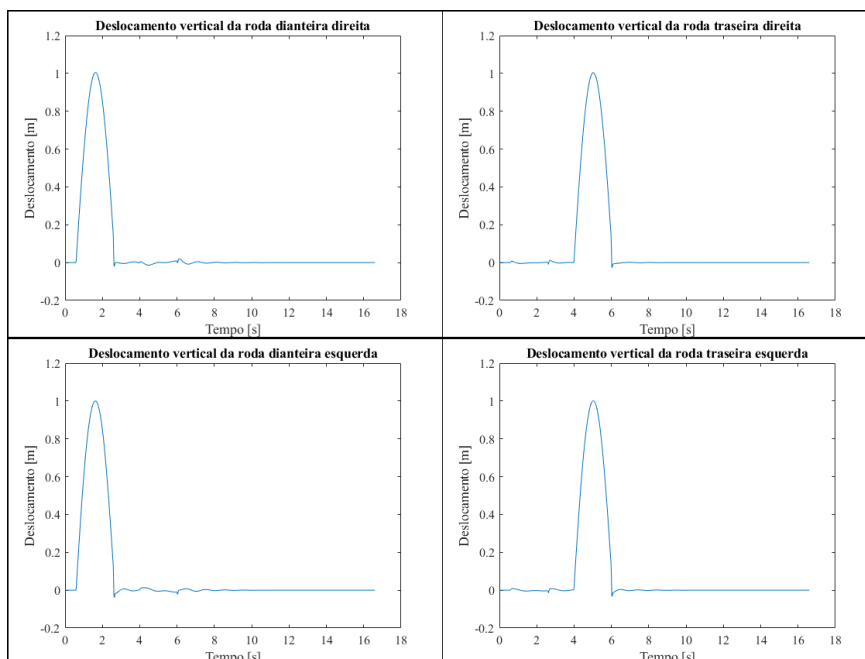 Deslocamento vertical da roda dianteira direita
1.2
1
0.8
0.6
0.4
0.2
0
-0.2
Deslocamento [m]
0 2 4 6 8 10 12 14 16 18
Tempo [s]
Deslocamento vertical da roda traseira direita
1.2
1
0.8
0.6
0.4
0.2
0
-0.2
Deslocamento [m]
0 2 4 6 8 10 12 14 16 18
Tempo [s]
Deslocamento vertical da roda dianteira esquerda
1.2
1
0.8
0.6
0.4
0.2
0
-0.2
Deslocamento [m]
0 2 4 6 8 10 12 14 16 18
Tempo [s]
Deslocamento vertical da roda traseira esquerda
1.2
1
0.8
0.6
0.4
0.2
0
-0.2
Deslocamento [m]
0 2 4 6 8 10 12 14 16 18
Tempo [s]